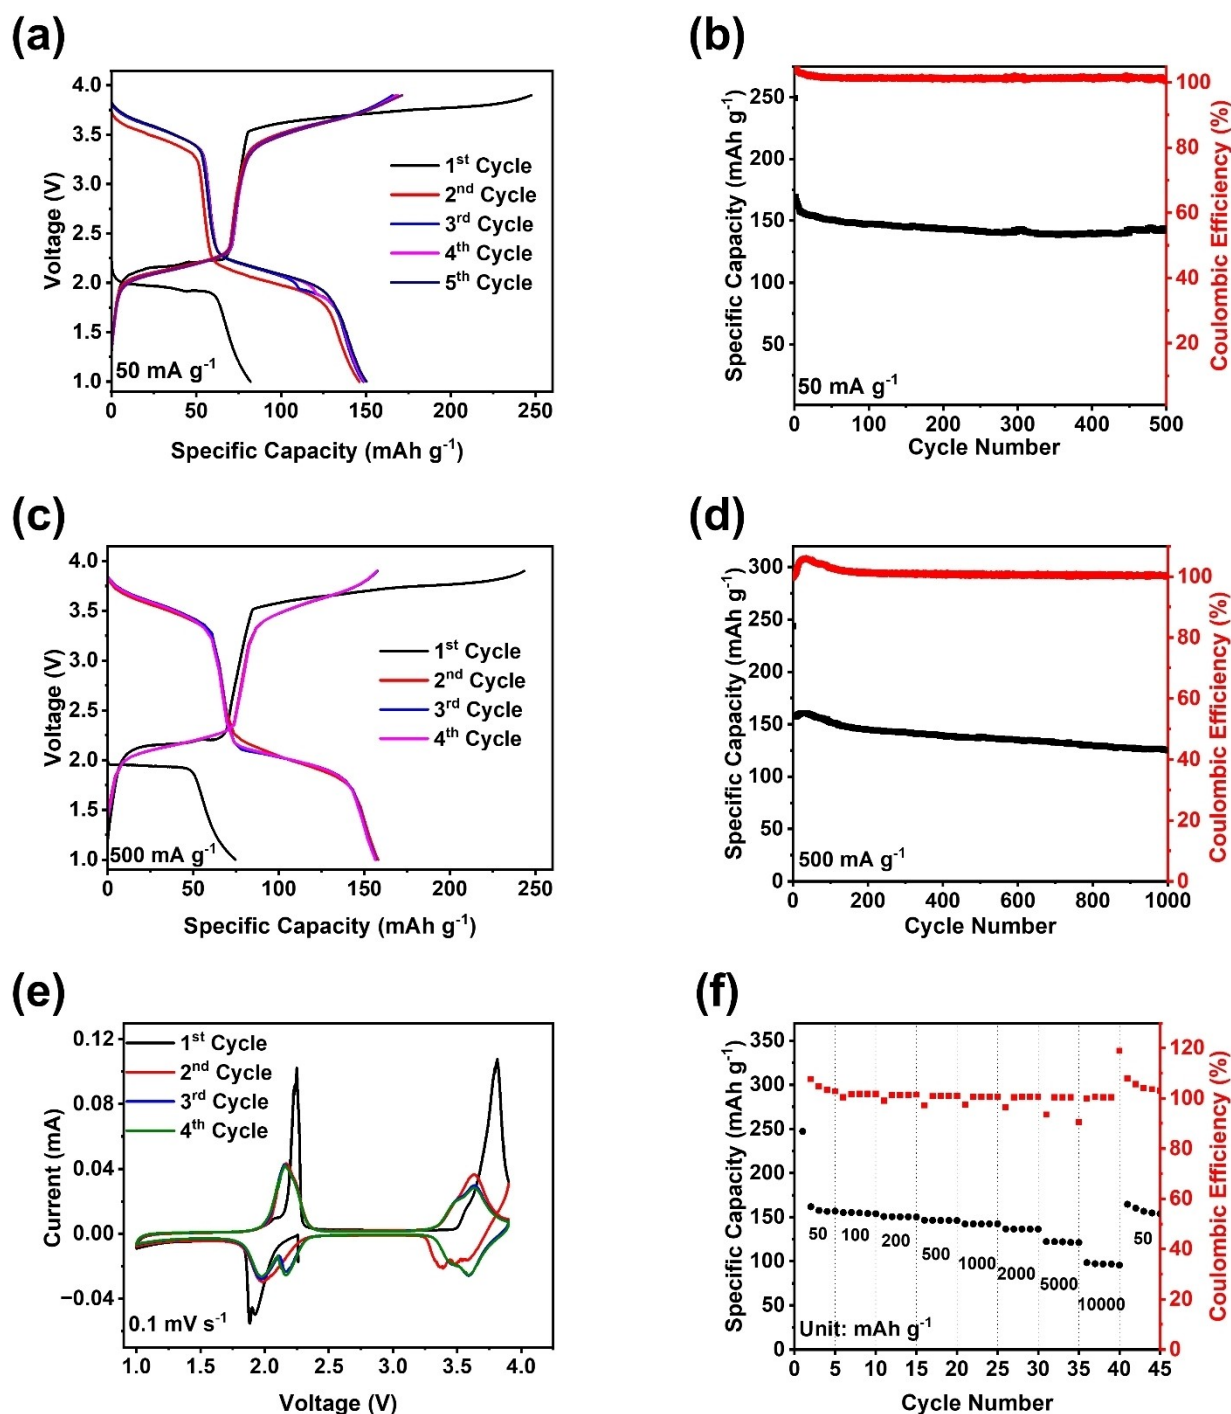 (a)
4.0
3.5
3.0
2.5
2.0
1.5
1.0
Voltage (V)
1st Cycle
2nd Cycle
3rd Cycle
4th Cycle
5th Cycle
50 mA g-1
0 50 100 150 200 250
Specific Capacity (mAh g-1)
(b)
250
200
150
100
50
Specific Capacity (mAh g-1)
100
80
60
40
20
Coulombic Efficiency (%)
50 mA g-1
0 100 200 300 400 500
Cycle Number
(c)
4.0
3.5
3.0
2.5
2.0
1.5
1.0
Voltage (V)
1st Cycle
2nd Cycle
3rd Cycle
4th Cycle
500 mA g-1
0 50 100 150 200 250
Specific Capacity (mAh g-1)
(d)
300
250
200
150
100
50
0
Specific Capacity (mAh g-1)
100
80
60
40
20
0
Coulombic Efficiency (%)
500 mA g-1
0 200 400 600 800 1000
Cycle Number
(e)
0.12
0.08
0.04
0.00
−0.04
Current (mA)
1st Cycle
2nd Cycle
3rd Cycle
4th Cycle
0.1 mV s-1
1.0 1.5 2.0 2.5 3.0 3.5 4.0
Voltage (V)
(f)
350
300
250
200
150
100
50
0
Specific Capacity (mAh g-1)
120
100
80
60
40
20
0
Coulombic Efficiency (%)
50 100 200 500 1000 2000 5000 10000 50
Unit: mAh g-1
0 5 10 15 20 25 30 35 40 45
Cycle Number